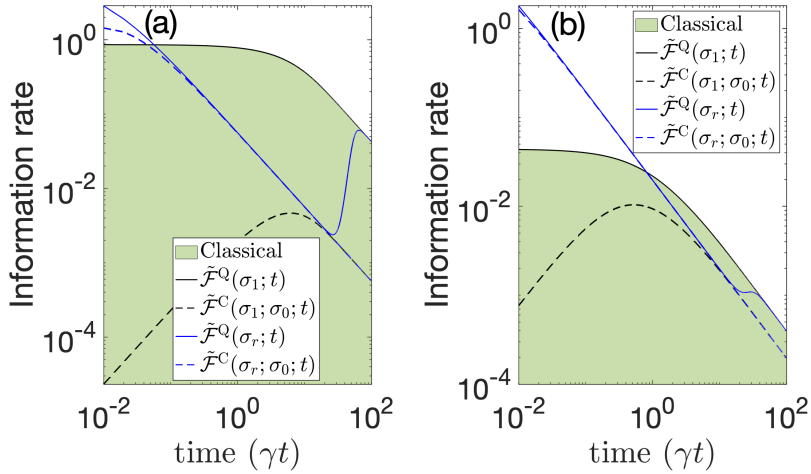 (a)
10^0
10^-2
10^-4
Information rate
Classical
F̃^Q(σ_1; t)
F̃^C(σ_1; σ_0; t)
F̃^Q(σ_r; t)
F̃^C(σ_r; σ_0; t)
10^-2 10^0 10^2
time (γt)
(b)
10^0
10^-2
10^-4
Information rate
Classical
F̃^Q(σ_1; t)
F̃^C(σ_1; σ_0; t)
F̃^Q(σ_r; t)
F̃^C(σ_r; σ_0; t)
10^-2 10^0 10^2
time (γt)